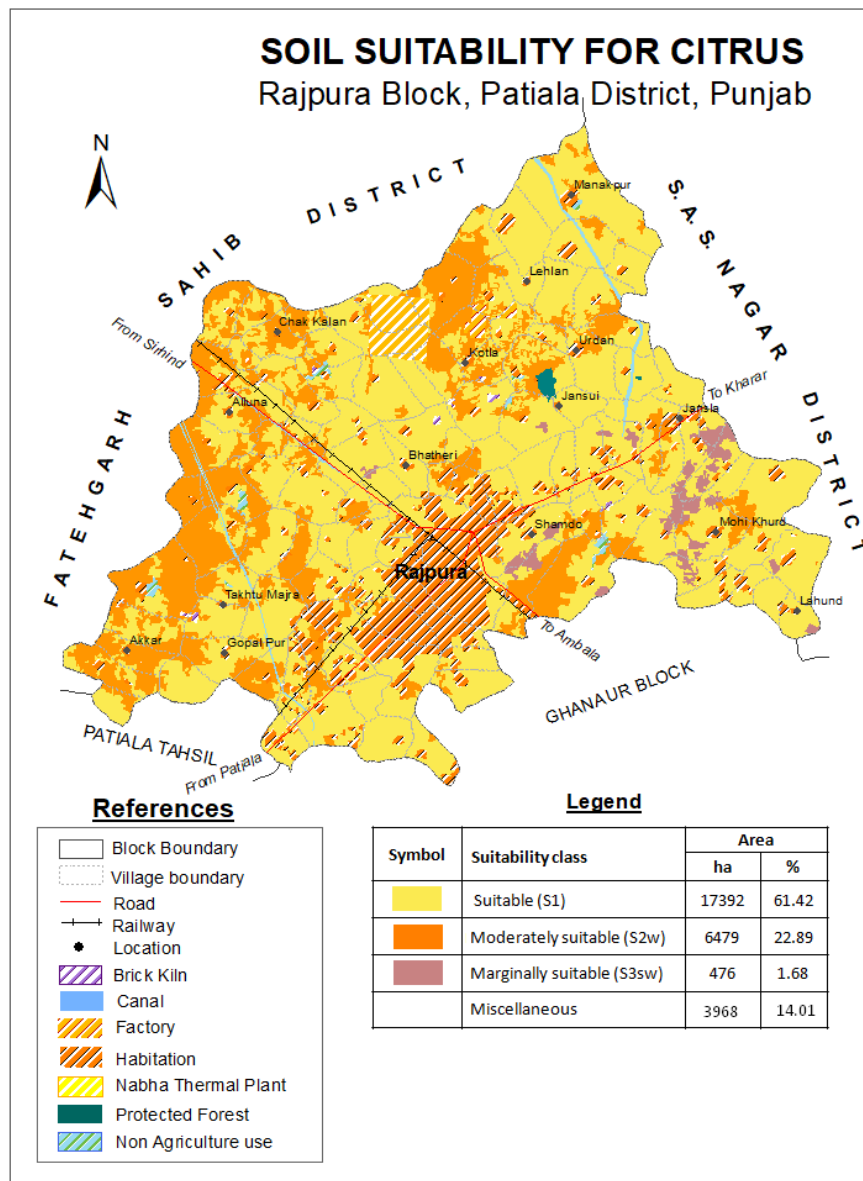 SOIL SUITABILITY FOR CITRUS
Rajpura Block, Patiala District, Punjab
N
SAHIB DISTRICT
S.A.S. NAGAR DISTRICT
FATEHGARH
Manakpur
Lehlan
Chak Kalan
From Sirhind
Urdan
Kotla
To Kharar
Alluna
Jansui
Jansla
Bhatheri
Shamdo
Mohi Khurd
Rajpura
Takhtu Majra
Lahund
To Ambala
Akkar
Gopal Pur
GHANAUR BLOCK
PATIALA TAHSIL
From Patiala
References
Block Boundary
Village boundary
Road
Railway
Location
Brick Kiln
Canal
Factory
Habitation
Nabha Thermal Plant
Protected Forest
Non Agriculture use
Legend
Symbol Suitability class Area
ha %
Suitable (S1) 17392 61.42
Moderately suitable (S2w) 6479 22.89
Marginally suitable (S3sw) 476 1.68
Miscellaneous 3968 14.01